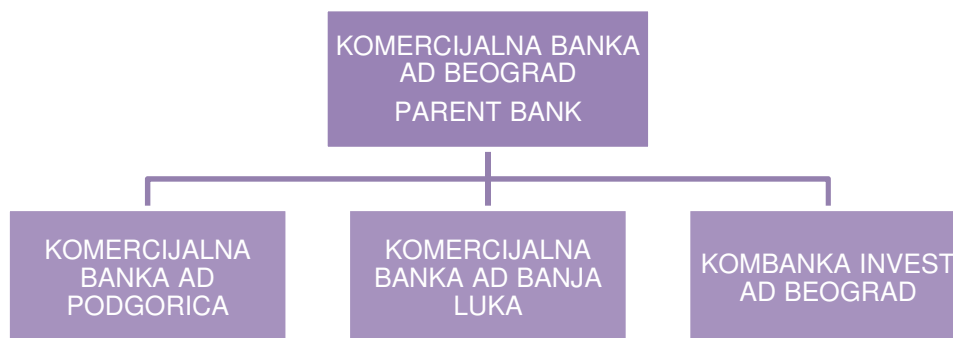 KOMERCIJALNA BANKA
AD BEOGRAD
PARENT BANK
KOMERCIJALNA
BANKA AD
PODGORICA
KOMERCIJALNA
BANKA AD BANJA
LUKA
KOMBANKA INVEST
AD BEOGRAD